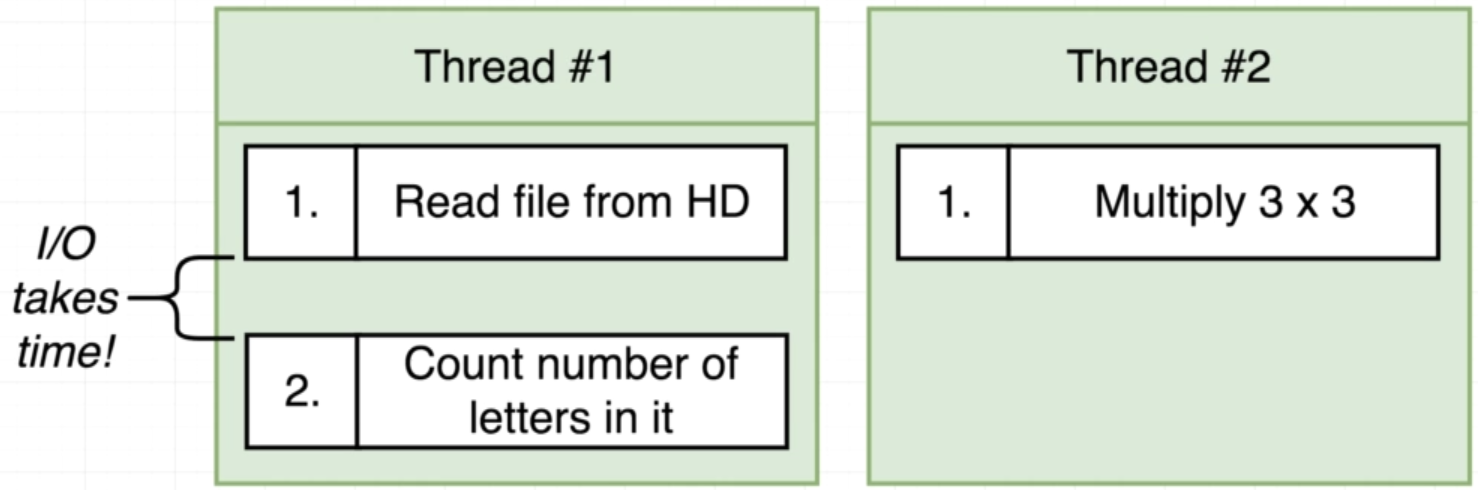 Thread #1
1. Read file from HD
I/O
takes
time!
2. Count number of
letters in it
Thread #2
1. Multiply 3 x 3